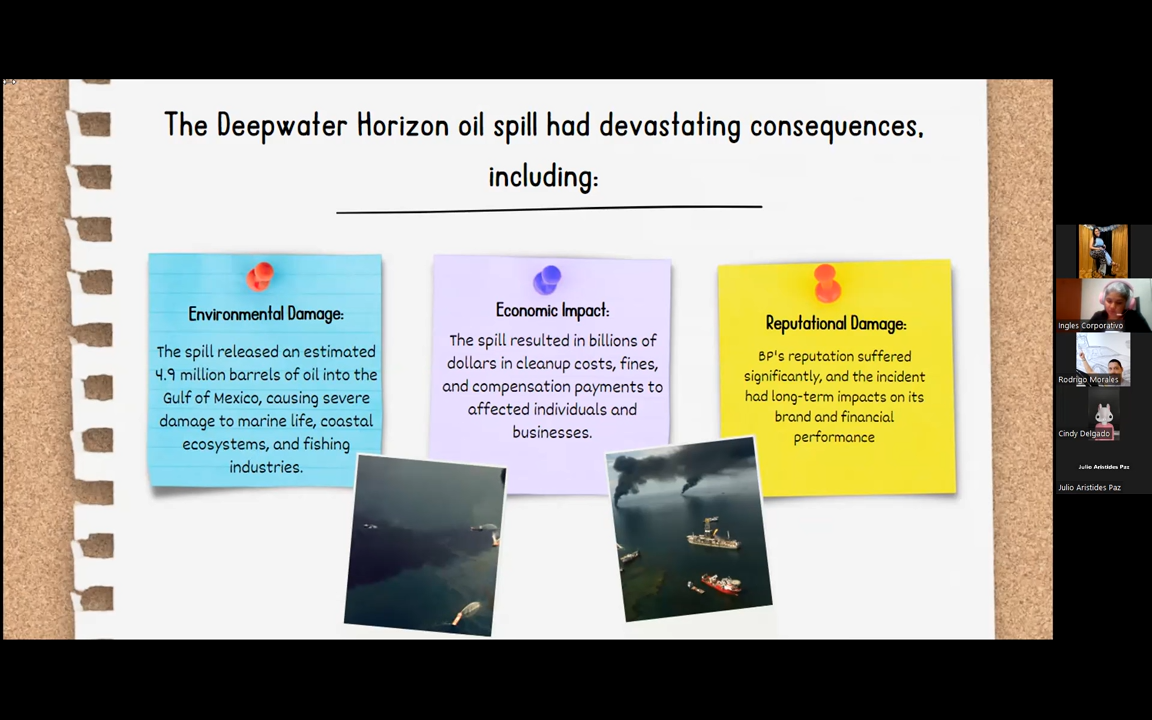 The Deepwater Horizon oil spill had devastating consequences,
including:
Environmental Damage:
The spill released an estimated
4.9 million barrels of oil into the
Gulf of Mexico, causing severe
damage to marine life, coastal
ecosystems, and fishing
industries.
Economic Impact:
The spill resulted in billions of
dollars in cleanup costs, fines,
and compensation payments to
affected individuals and
businesses.
Reputational Damage:
BP's reputation suffered
significantly, and the incident
had long-term impacts on its
brand and financial
performance
Ingles Corporativo
Rodrigo Morales
Cindy Delgado
Julio Aristides Paz
Julio Aristides Paz